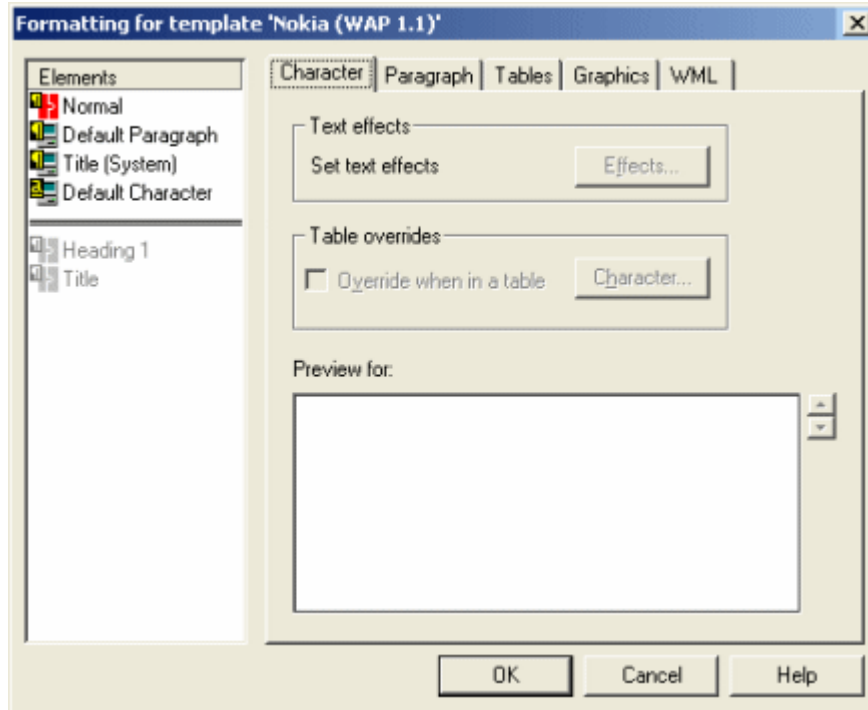 Formatting for template 'Nokia (WAP 1.1)'
Elements
Normal
Default Paragraph
Title (System)
Default Character
Heading 1
Title
Character Paragraph Tables Graphics WML
Text effects
Set text effects Effects...
Table overrides
Override when in a table Character...
Preview for:
OK Cancel Help